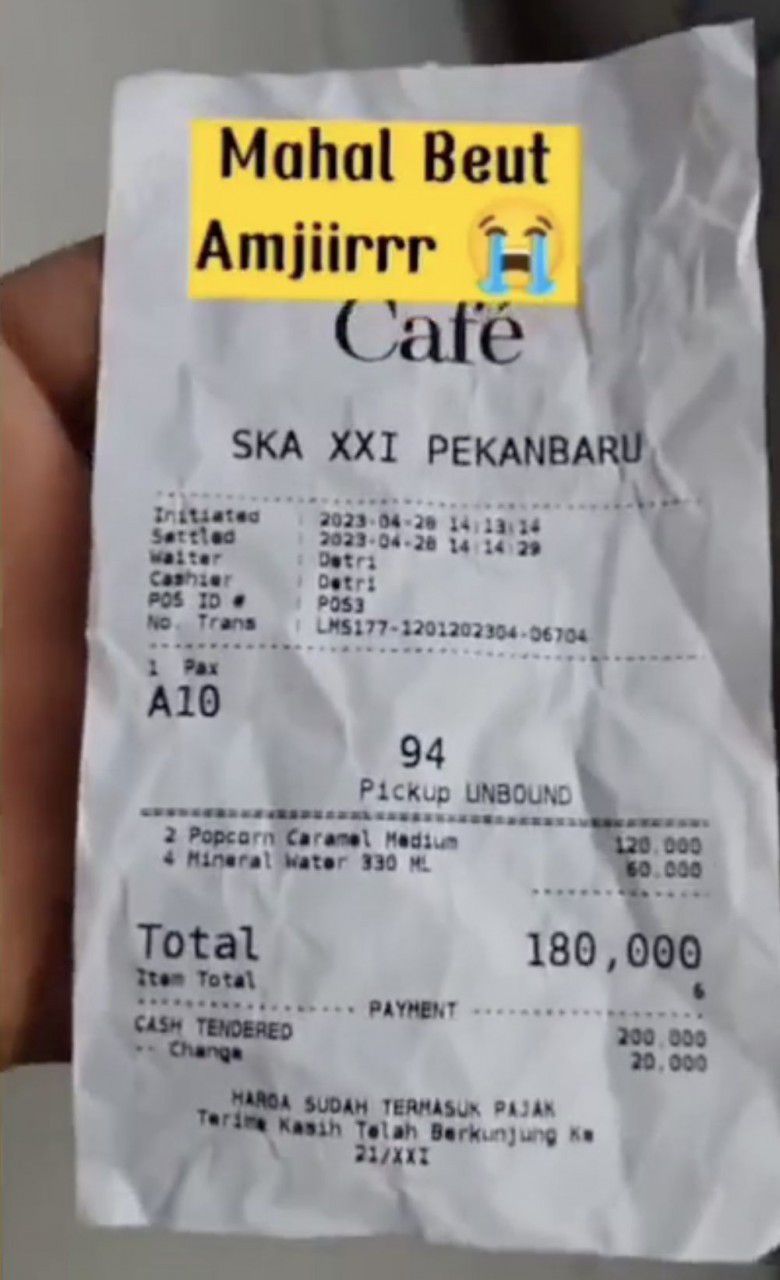 Mahal Beut
Amjiirrr 😭
Café
SKA XXI PEKANBARU
Initiated : 2023-04-28 14:13:14
Settled : 2023-04-28 14:14:29
Waiter : Detri
Cashier : Detri
POS ID # : POS3
No. Trans : LMS177-1201202304-06704
1 Pax
A10
94
Pickup UNBOUND
2 Popcorn Caramel Medium 120.000
4 Mineral Water 330 ML 60.000
Total 180,000
Item Total 6
PAYMENT
CASH TENDERED 200.000
-- Change 20.000
HARGA SUDAH TERMASUK PAJAK
Terima Kasih Telah Berkunjung Ke
21/XXI